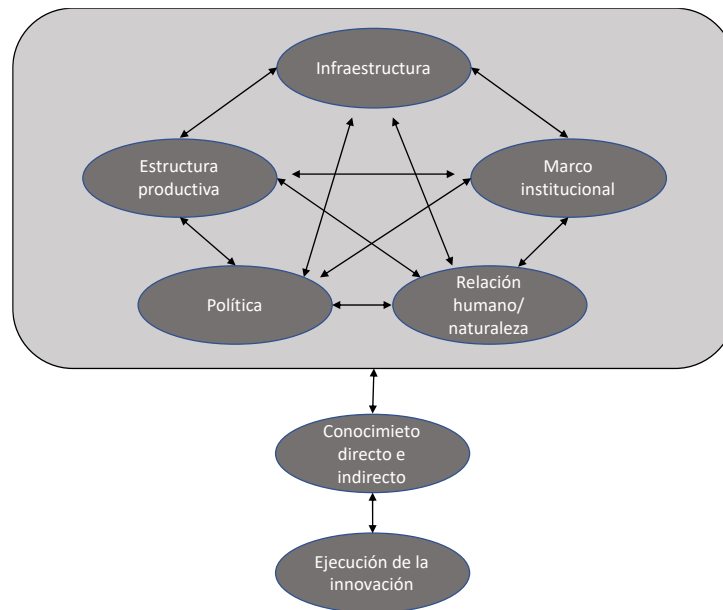 Infraestructura
Estructura
productiva
Marco
institucional
Política
Relación
humano/
naturaleza
Conocimieto
directo e
indirecto
Ejecución de la
innovación